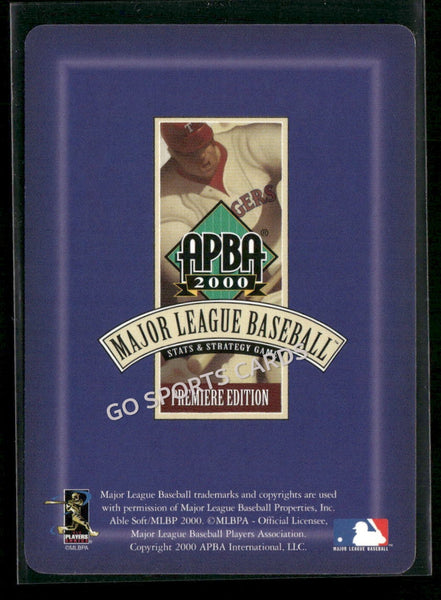 T
GERS
APBA®
2000
MAJOR LEAGUE BASEBALL™
STATS & STRATEGY GAME
GO SPORTS CARDS
PREMIERE EDITION
Major League Baseball trademarks and copyrights are used
with permission of Major League Baseball Properties, Inc.
Able Soft/MLBP 2000. ©MLBPA - Official Licensee,
Major League Baseball Players Association.
Copyright 2000 APBA International, LLC.
PLAYERS
CHOICE
©MLBPA
MAJOR LEAGUE BASEBALL